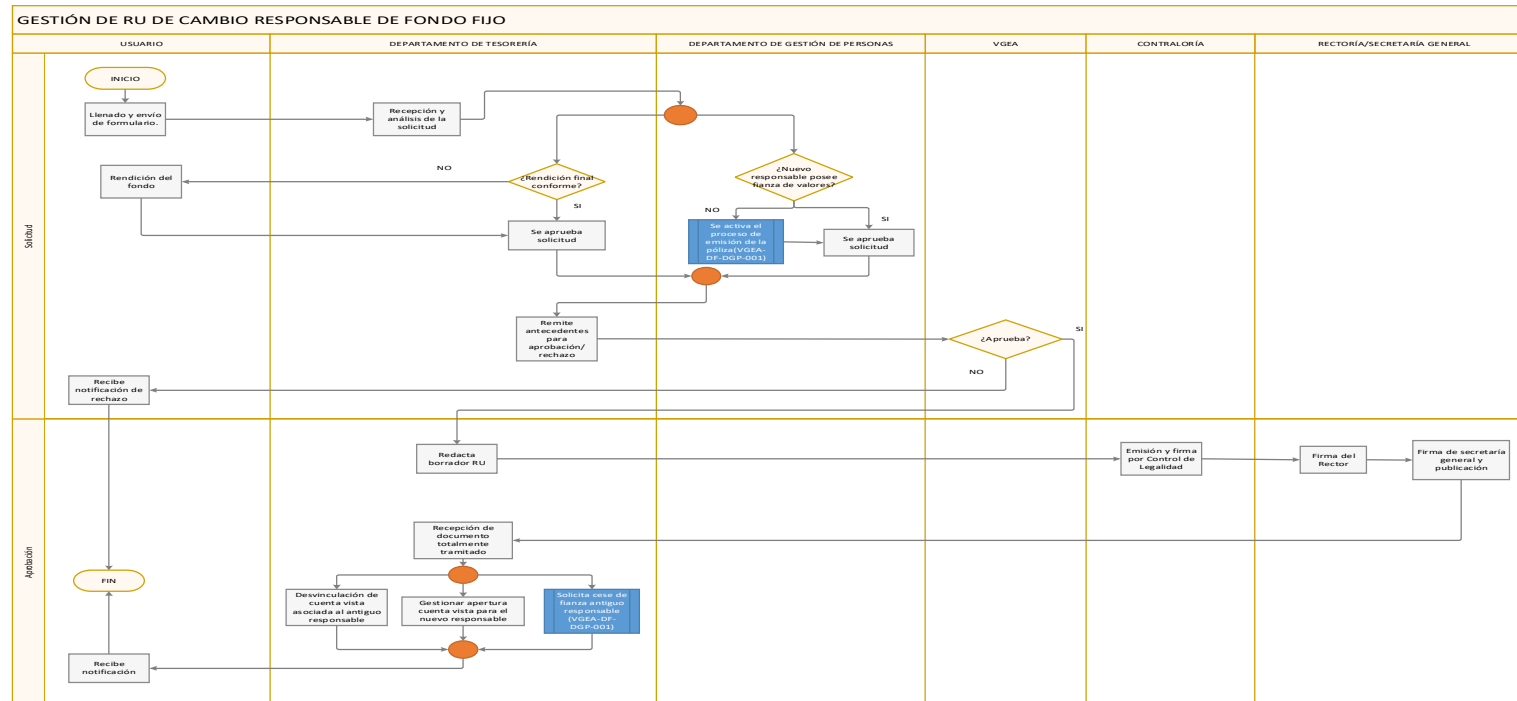 GESTIÓN DE RU DE CAMBIO RESPONSABLE DE FONDO FIJO
USUARIO
DEPARTAMENTO DE TESORERÍA
DEPARTAMENTO DE GESTIÓN DE PERSONAS
VGEA
CONTRALORÍA
RECTORÍA/SECRETARÍA GENERAL
Solicitud
INICIO
Llenado y envío
de formulario.
Recepción y
análisis de la
solicitud
¿Rendición final
conforme?
NO
SI
Rendición del
fondo
Se aprueba
solicitud
¿Nuevo
responsable posee
fianza de valores?
NO
SI
Se activa el
proceso de
emisión de la
póliza(VGEA-
DF-DGP-001)
Se aprueba
solicitud
Remite
antecedentes
para
aprobación/
rechazo
¿Aprueba?
SI
NO
Recibe
notificación de
rechazo
Aprobación
Redacta
borrador RU
Emisión y firma
por Control de
Legalidad
Firma del
Rector
Firma de secretaría
general y
publicación
Recepción de
documento
totalmente
tramitado
Desvinculación de
cuenta vista
asociada al antiguo
responsable
Gestionar apertura
cuenta vista para el
nuevo responsable
Solicita cese de
fianza antiguo
responsable
(VGEA-DF-
DGP-001)
FIN
Recibe
notificación